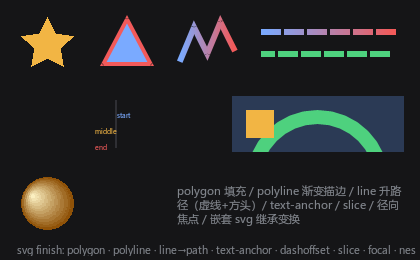 start
middle
end
polygon 填充 / polyline 渐变描边 / line 升路
径（虚线+方头）/ text-anchor / slice / 径向
焦点 / 嵌套 svg 继承变换
svg finish: polygon · polyline · line→path · text-anchor · dashoffset · slice · focal · nes